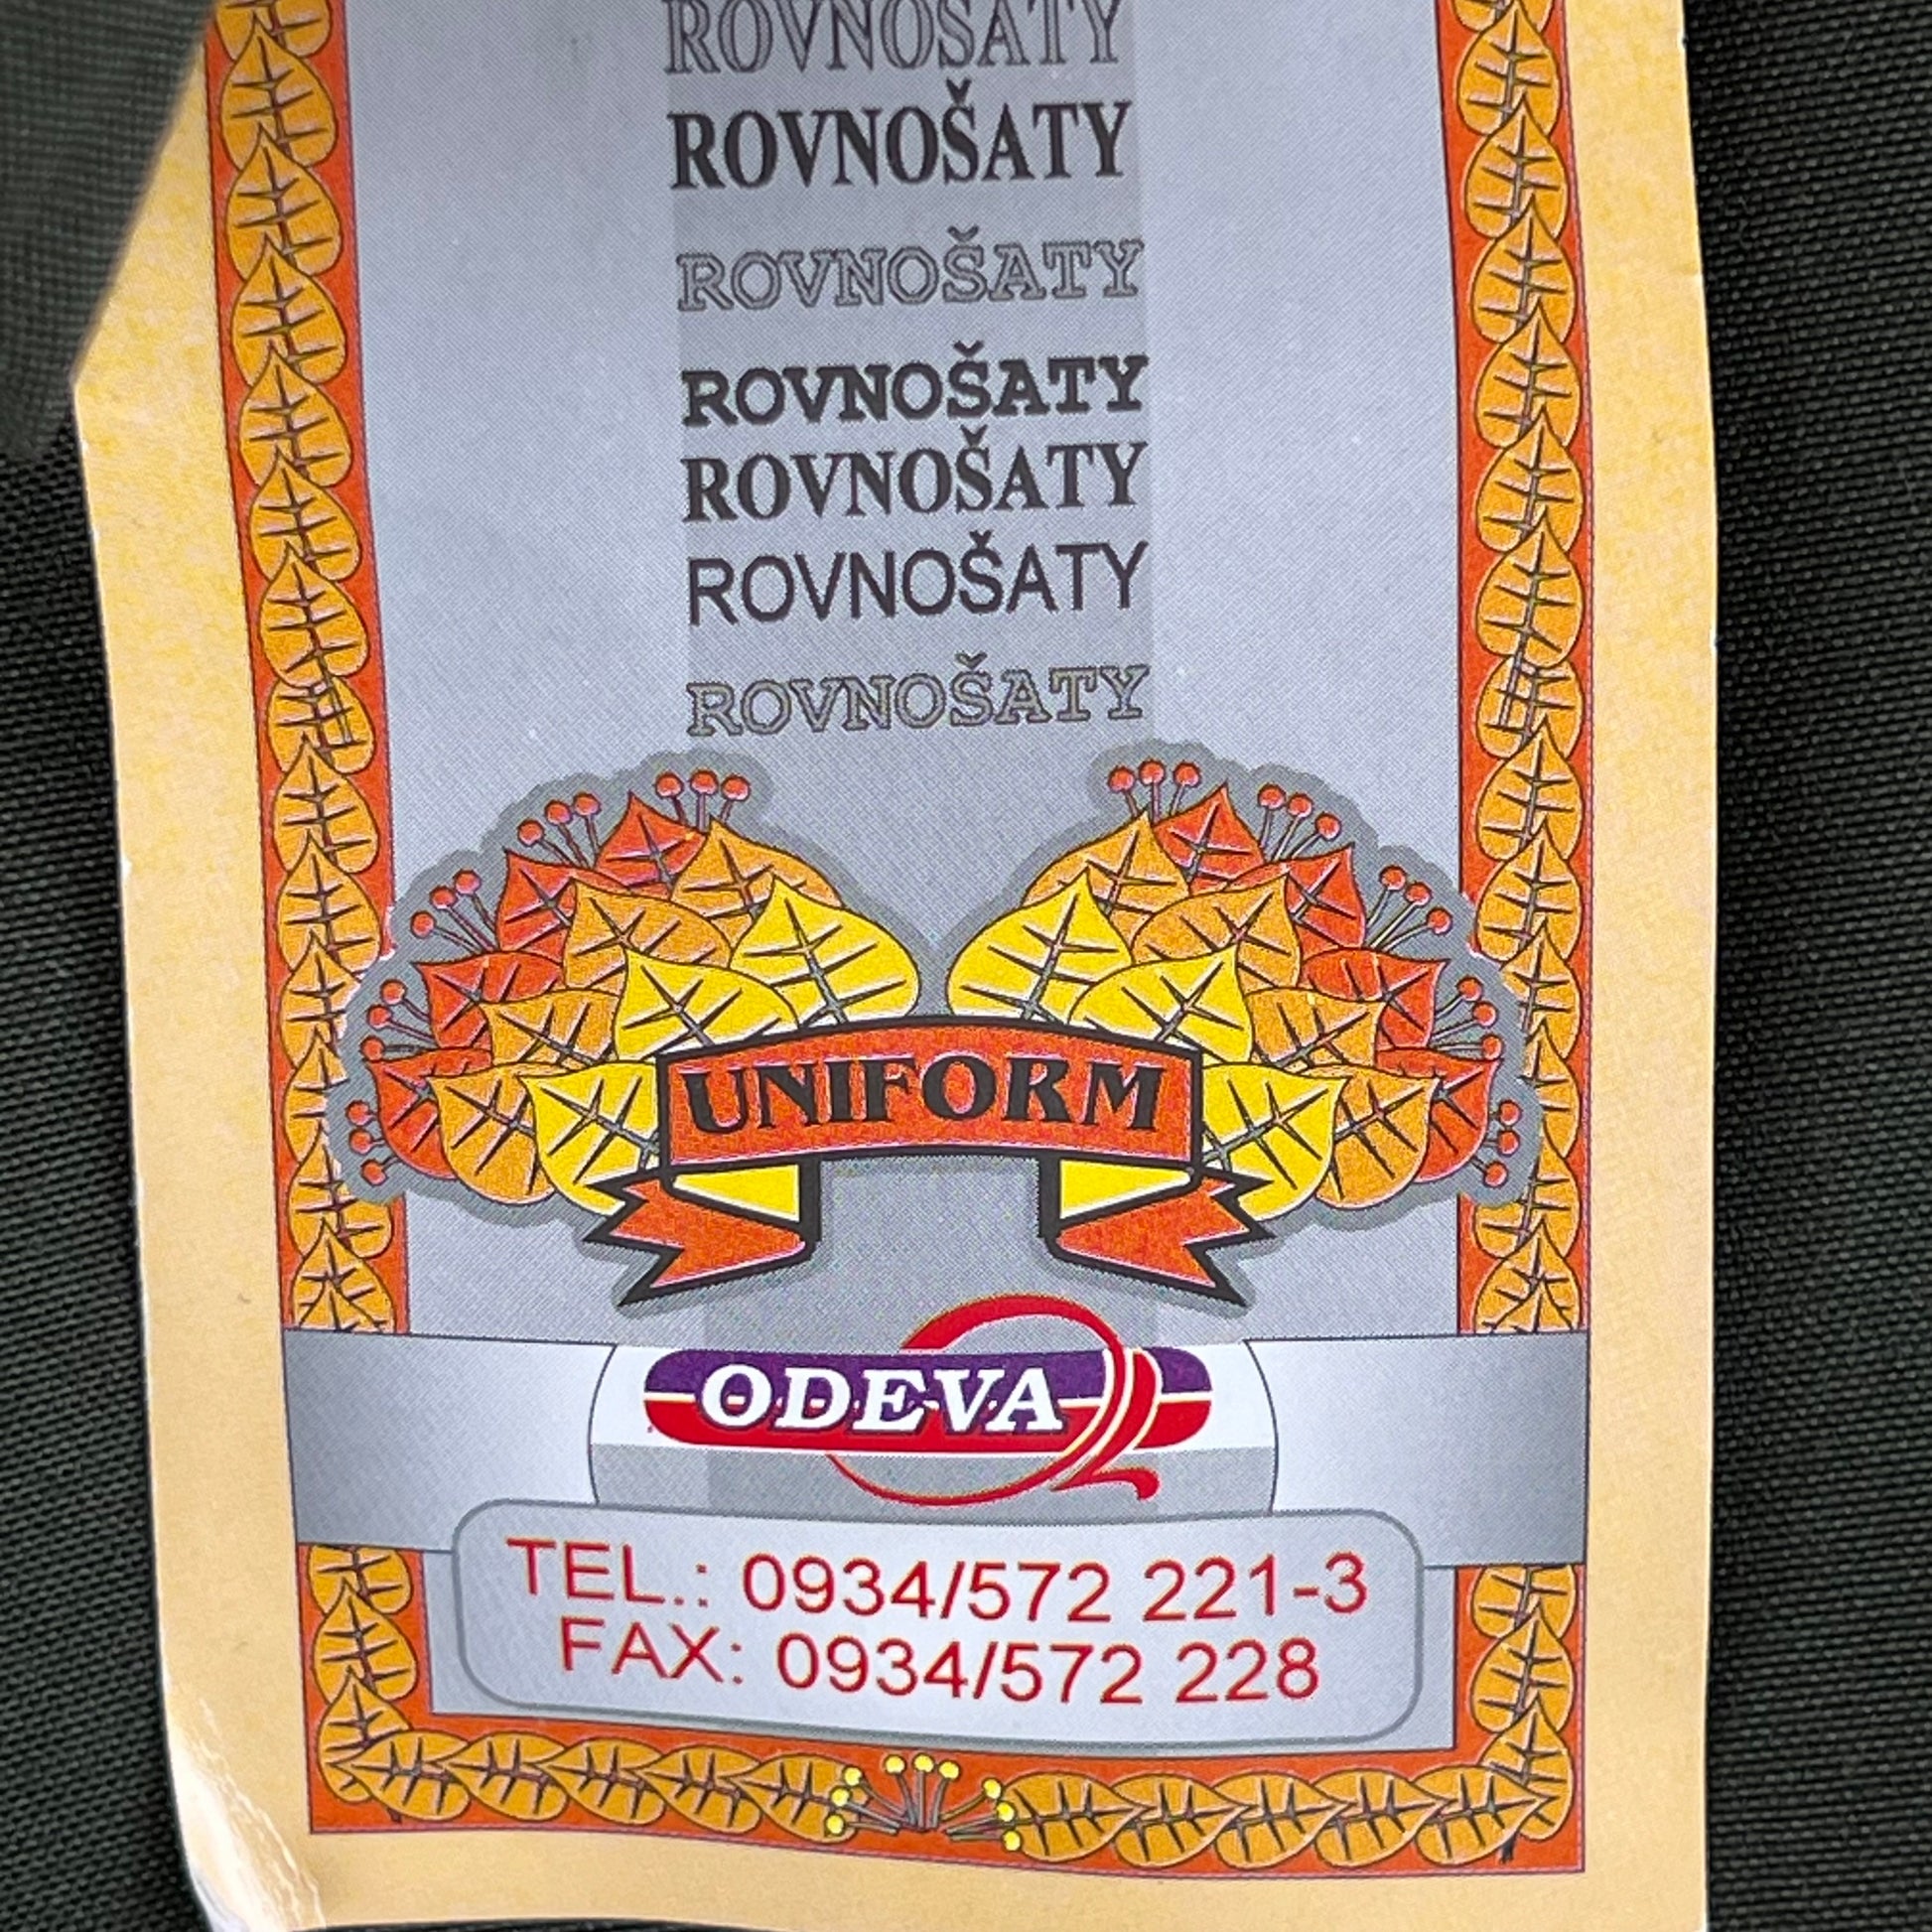 ROVNOŠATY
ROVNOŠATY
ROVNOŠATY
ROVNOŠATY
ROVNOŠATY
ROVNOŠATY
ROVNOŠATY
UNIFORM
ODEVA
TEL.: 0934/572 221-3
FAX: 0934/572 228